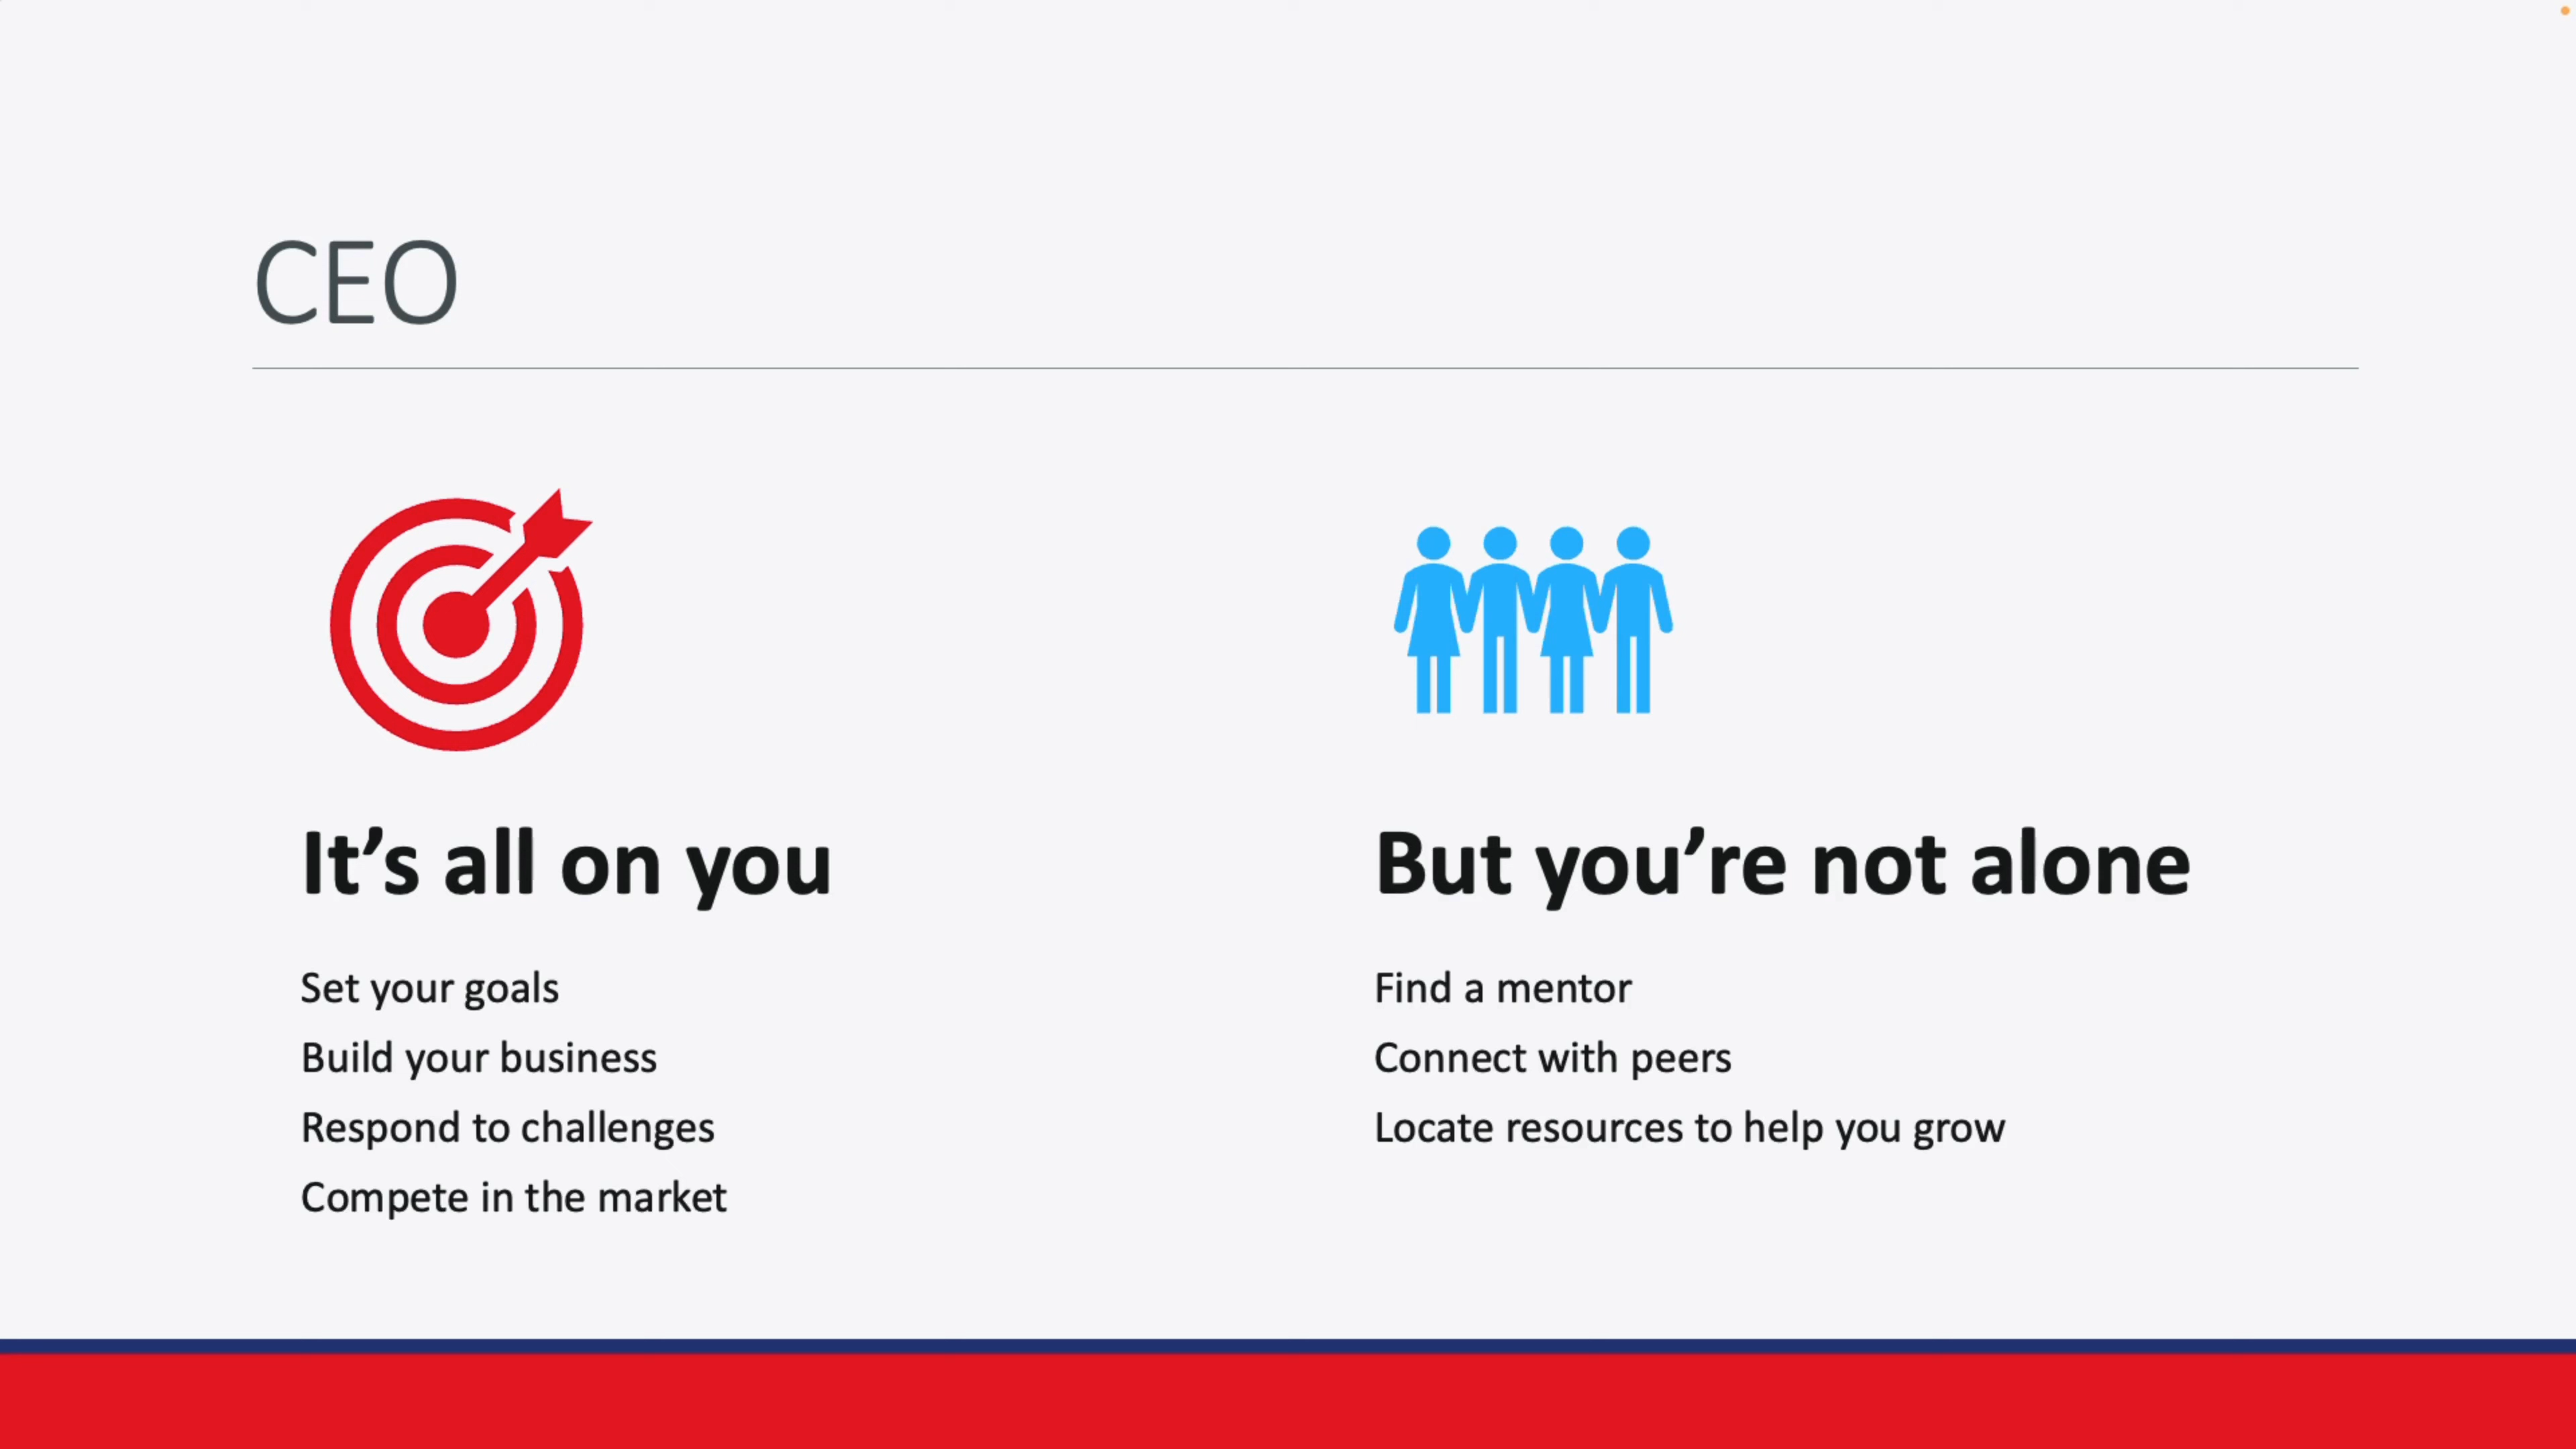 CEO
It’s all on you
Set your goals
Build your business
Respond to challenges
Compete in the market
But you’re not alone
Find a mentor
Connect with peers
Locate resources to help you grow